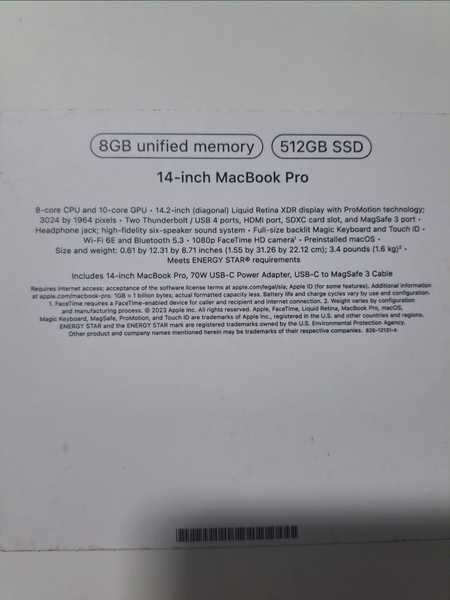 8GB unified memory 512GB SSD
14-inch MacBook Pro
8-core CPU and 10-core GPU • 14.2-inch (diagonal) Liquid Retina XDR display with ProMotion technology;
3024 by 1964 pixels • Two Thunderbolt / USB 4 ports, HDMI port, SDXC card slot, and MagSafe 3 port •
Headphone jack; high-fidelity six-speaker sound system • Full-size backlit Magic Keyboard and Touch ID •
Wi-Fi 6E and Bluetooth 5.3 • 1080p FaceTime HD camera¹ • Preinstalled macOS •
Size and weight: 0.61 by 12.31 by 8.71 inches (1.55 by 31.26 by 22.12 cm); 3.4 pounds (1.6 kg)² •
Meets ENERGY STAR® requirements
Includes 14-inch MacBook Pro, 70W USB-C Power Adapter, USB-C to MagSafe 3 Cable
Requires internet access; acceptance of the software license terms at apple.com/legal/sla; Apple ID (for some features). Additional information
at apple.com/macbook-pro. 1GB = 1 billion bytes; actual formatted capacity less. Battery life and charge cycles vary by use and configuration.
1. FaceTime-enabled device for caller and recipient and internet connection. 2. Weight varies by configuration
and manufacturing process. © 2023 Apple Inc. All rights reserved. Apple, FaceTime, Liquid Retina, MacBook Pro, macOS,
Magic Keyboard, MagSafe, ProMotion, and Touch ID are trademarks of Apple Inc., registered in the U.S. and other countries and regions.
ENERGY STAR and the ENERGY STAR mark are registered trademarks owned by the U.S. Environmental Protection Agency.
Other product and company names mentioned herein may be trademarks of their respective companies. 826-12131-A